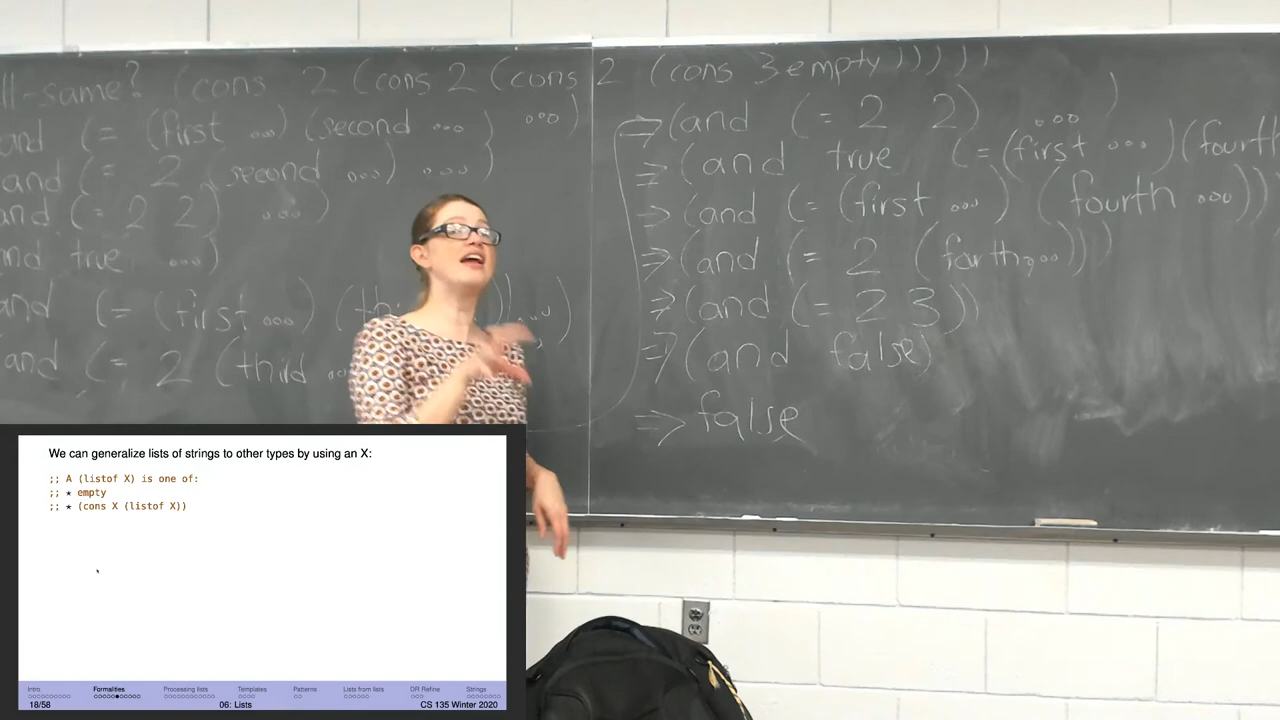 ll-same? (cons 2 (cons 2 (cons 2 (cons 3 empty))))))
and (= (first ...) (second ...) ...)
and (= 2 (second ...) ...)
and (= 2 2) ...)
and true ...)
and (= (first ...)
and (= 2 (third
⇒(and (= 2 2) ...)
⇒(and true (= (first ...)(fourth
⇒(and (= (first ...) (fourth ...))
⇒(and (= 2 (forth...)))
⇒(and (= 2 3))
⇒(and false)
⇒ false
We can generalize lists of strings to other types by using an X:
;; A (listof X) is one of:
;; * empty
;; * (cons X (listof X))
Intro Formalities Processing lists Templates Patterns Lists from lists DR Refine Strings
18/58 06: Lists CS 135 Winter 2020